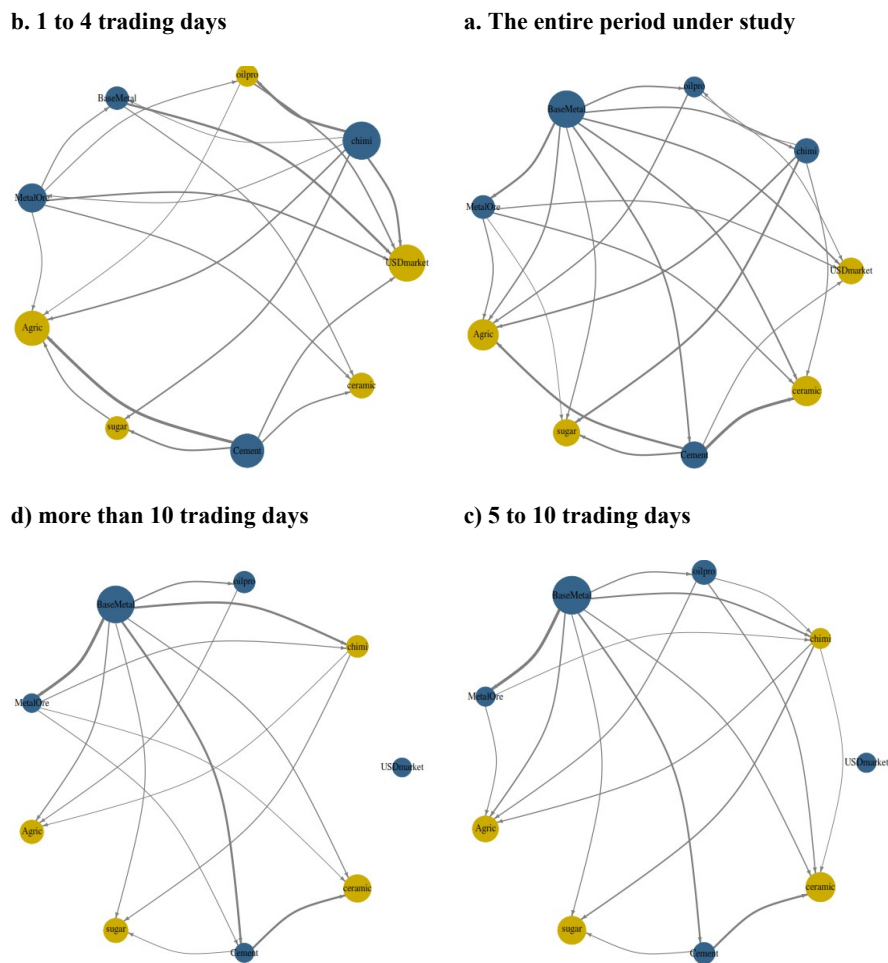 b. 1 to 4 trading days
a. The entire period under study
oilpro
BaseMetal
chimi
MetalOre
USDmarket
Agric
ceramic
sugar
Cement
oilpro
BaseMetal
chimi
MetalOre
USDmarket
Agric
ceramic
sugar
Cement
d) more than 10 trading days
c) 5 to 10 trading days
oilpro
BaseMetal
chimi
MetalOre
USDmarket
Agric
ceramic
sugar
Cement
oilpro
BaseMetal
chimi
MetalOre
USDmarket
Agric
ceramic
sugar
Cement